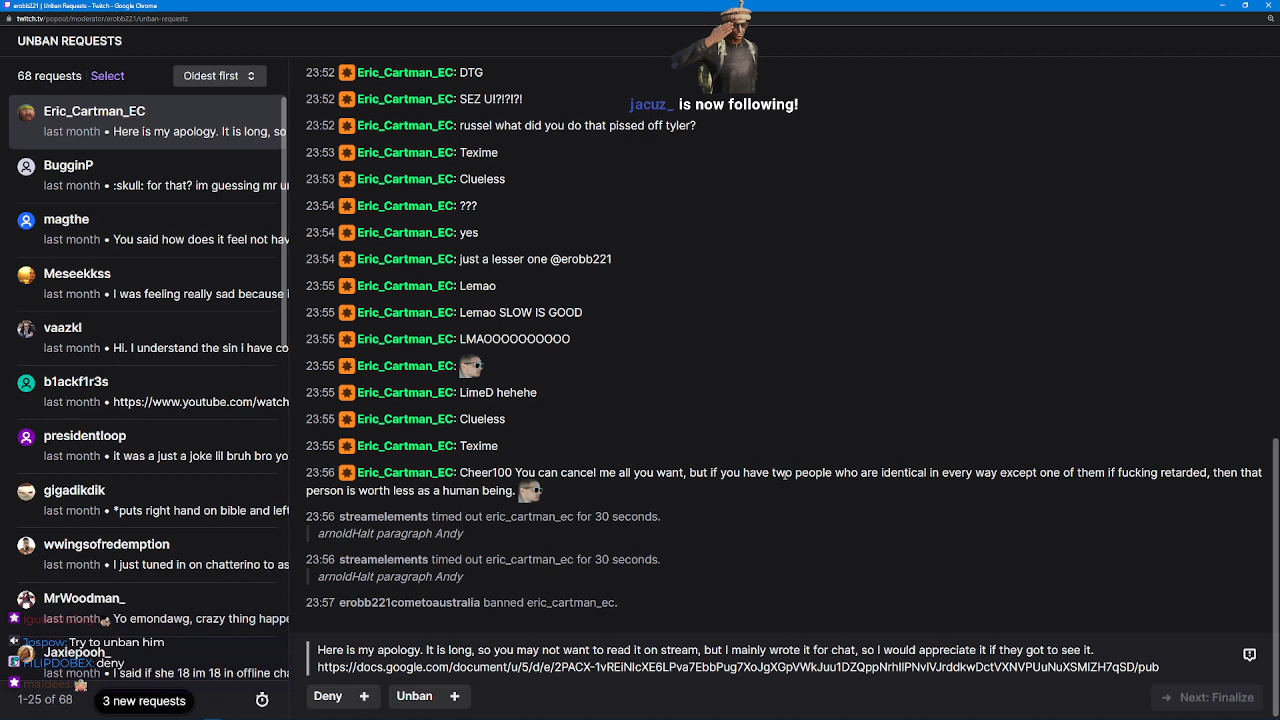 erobb221 | Unban Requests - Twitch - Google Chrome
twitch.tv/popout/moderator/erobb221/unban-requests
UNBAN REQUESTS
68 requests Select Oldest first
Eric_Cartman_EC
last month • Here is my apology. It is long, so
BugginP
last month • :skull: for that? im guessing mr u
magthe
last month • You said how does it feel not hav
Meseekkss
last month • I was feeling really sad because i
vaazkl
last month • Hi. I understand the sin i have co
b1ackf1r3s
last month • https://www.youtube.com/watch
presidentloop
last month • it was a just a joke lil bruh bro yo
gigadikdik
last month • *puts right hand on bible and left
wwingsofredemption
last month • I just tuned in on chatterino to as
MrWoodman_
last month • Yo emondawg, crazy thing happe
Jospow: Try to unban him
Jaxiepooh_
FILIPDOBEX: deny
last month • I said if she 18 im 18 in offline cha
1-25 of 68 3 new requests
jacuz_ is now following!
23:52 Eric_Cartman_EC: DTG
23:52 Eric_Cartman_EC: SEZ U!?!?!?!
23:52 Eric_Cartman_EC: russel what did you do that pissed off tyler?
23:53 Eric_Cartman_EC: Texime
23:53 Eric_Cartman_EC: Clueless
23:54 Eric_Cartman_EC: ???
23:54 Eric_Cartman_EC: yes
23:54 Eric_Cartman_EC: just a lesser one @erobb221
23:55 Eric_Cartman_EC: Lemao
23:55 Eric_Cartman_EC: Lemao SLOW IS GOOD
23:55 Eric_Cartman_EC: LMAOOOOOOOOOO
23:55 Eric_Cartman_EC:
23:55 Eric_Cartman_EC: LimeD hehehe
23:55 Eric_Cartman_EC: Clueless
23:55 Eric_Cartman_EC: Texime
23:56 Eric_Cartman_EC: Cheer100 You can cancel me all you want, but if you have two people who are identical in every way except one of them if fucking retarded, then that
person is worth less as a human being.
23:56 streamelements timed out eric_cartman_ec for 30 seconds.
arnoldHalt paragraph Andy
23:56 streamelements timed out eric_cartman_ec for 30 seconds.
arnoldHalt paragraph Andy
23:57 erobb221cometoaustralia banned eric_cartman_ec.
Here is my apology. It is long, so you may not want to read it on stream, but I mainly wrote it for chat, so I would appreciate it if they got to see it.
https://docs.google.com/document/u/5/d/e/2PACX-1vREiNIcXE6LPva7EbbPug7XoJgXGpVWkJuu1DZQppNrhIlPNvIVJrddkwDctVXNVPUuNuXSMIZH7qSD/pub
Deny + Unban + Next: Finalize